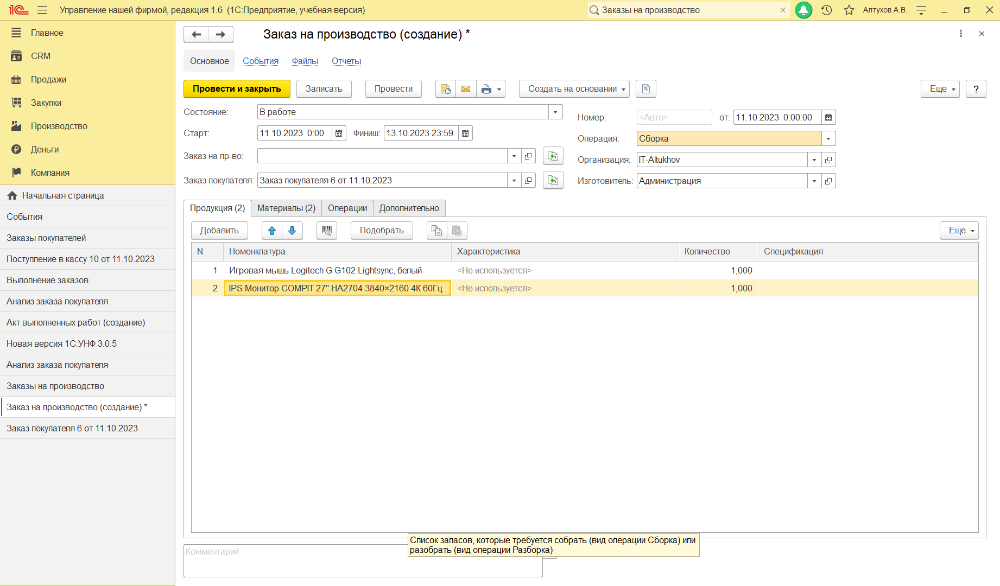 1С Управление нашей фирмой, редакция 1.6 (1С:Предприятие, учебная версия)
Заказы на производство
Алтухов А.В.
Главное
CRM
Продажи
Закупки
Производство
Деньги
Компания
Начальная страница
События
Заказы покупателей
Поступление в кассу 10 от 11.10.2023
Выполнение заказов
Анализ заказа покупателя
Акт выполненных работ (создание)
Новая версия 1С:УНФ 3.0.5
Анализ заказа покупателя
Заказы на производство
Заказ на производство (создание) *
Заказ покупателя 6 от 11.10.2023
Заказ на производство (создание) *
Основное События Файлы Отчеты
Провести и закрыть Записать Провести Создать на основании Еще ?
Состояние: В работе
Номер: <Авто> от: 11.10.2023 0:00:00
Старт: 11.10.2023 0:00 Финиш: 13.10.2023 23:59
Операция: Сборка
Заказ на пр-во:
Организация: IT-Altukhov
Заказ покупателя: Заказ покупателя 6 от 11.10.2023
Изготовитель: Администрация
Продукция (2) Материалы (2) Операции Дополнительно
Добавить Подобрать Еще
N Номенклатура Характеристика Количество Спецификация
1 Игровая мышь Logitech G G102 Lightsync, белый <Не используется> 1,000
2 IPS Монитор COMPIT 27" HA2704 3840×2160 4К 60Гц <Не используется> 1,000
Список запасов, которые требуется собрать (вид операции Сборка) или
разобрать (вид операции Разборка)
Комментарий